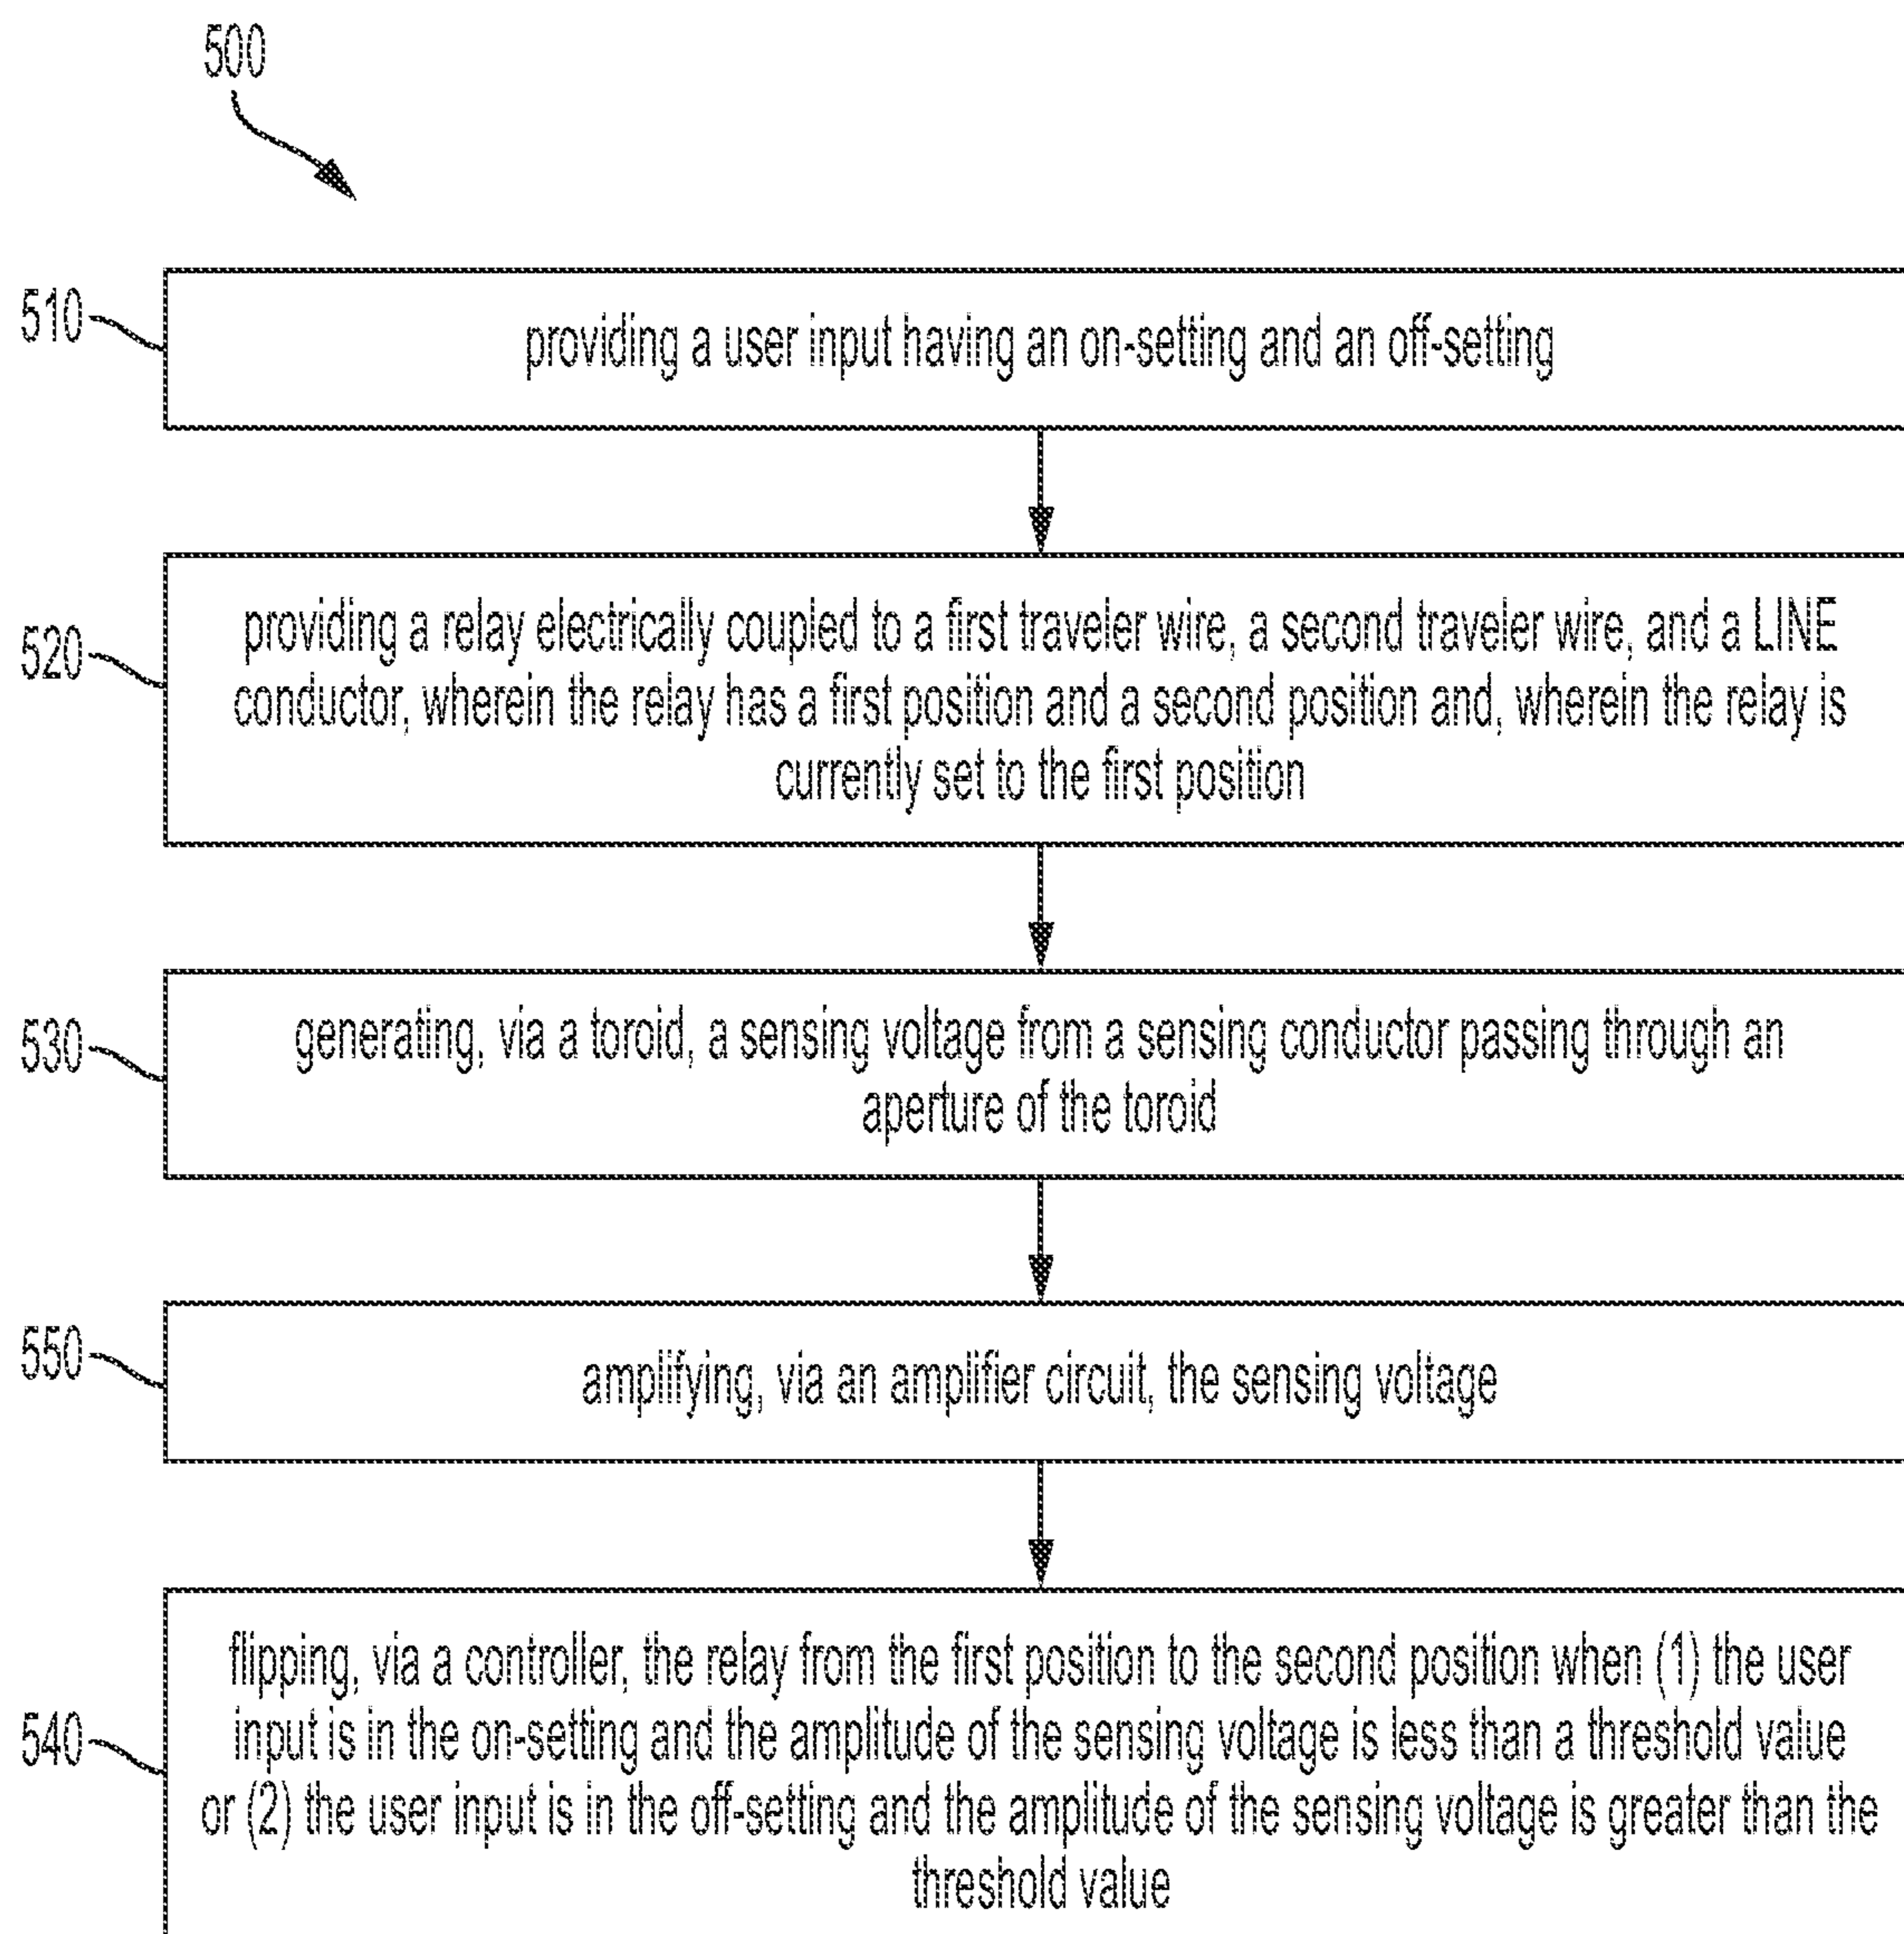 500
510
providing a user input having an on-setting and an off-setting
520
providing a relay electrically coupled to a first traveler wire, a second traveler wire, and a LINE
conductor, wherein the relay has a first position and a second position and, wherein the relay is
currently set to the first position
530
generating, via a toroid, a sensing voltage from a sensing conductor passing through an
aperture of the toroid
550
amplifying, via an amplifier circuit, the sensing voltage
540
flipping, via a controller, the relay from the first position to the second position when (1) the user
input is in the on-setting and the amplitude of the sensing voltage is less than a threshold value
or (2) the user input is in the off-setting and the amplitude of the sensing voltage is greater than the
threshold value